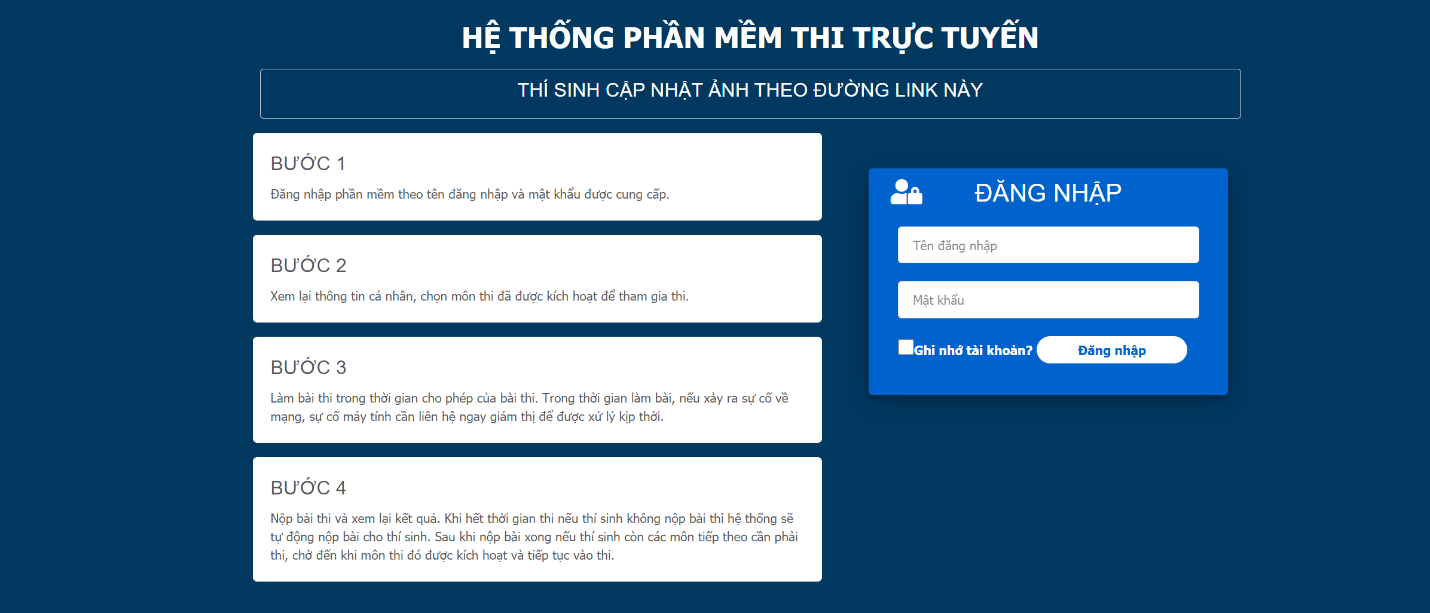 HỆ THỐNG PHẦN MỀM THI TRỰC TUYẾN
THÍ SINH CẬP NHẬT ẢNH THEO ĐƯỜNG LINK NÀY
BƯỚC 1
Đăng nhập phần mềm theo tên đăng nhập và mật khẩu được cung cấp.
BƯỚC 2
Xem lại thông tin cá nhân, chọn môn thi đã được kích hoạt để tham gia thi.
BƯỚC 3
Làm bài thi trong thời gian cho phép của bài thi. Trong thời gian làm bài, nếu xảy ra sự cố về
mạng, sự cố máy tính cần liên hệ ngay giám thị để được xử lý kịp thời.
BƯỚC 4
Nộp bài thi và xem lại kết quả. Khi hết thời gian thi nếu thí sinh không nộp bài thi hệ thống sẽ
tự động nộp bài cho thí sinh. Sau khi nộp bài xong nếu thí sinh còn các môn tiếp theo cần phải
thi, chờ đến khi môn thi đó được kích hoạt và tiếp tục vào thi.
ĐĂNG NHẬP
Tên đăng nhập
Mật khẩu
Ghi nhớ tài khoản? Đăng nhập